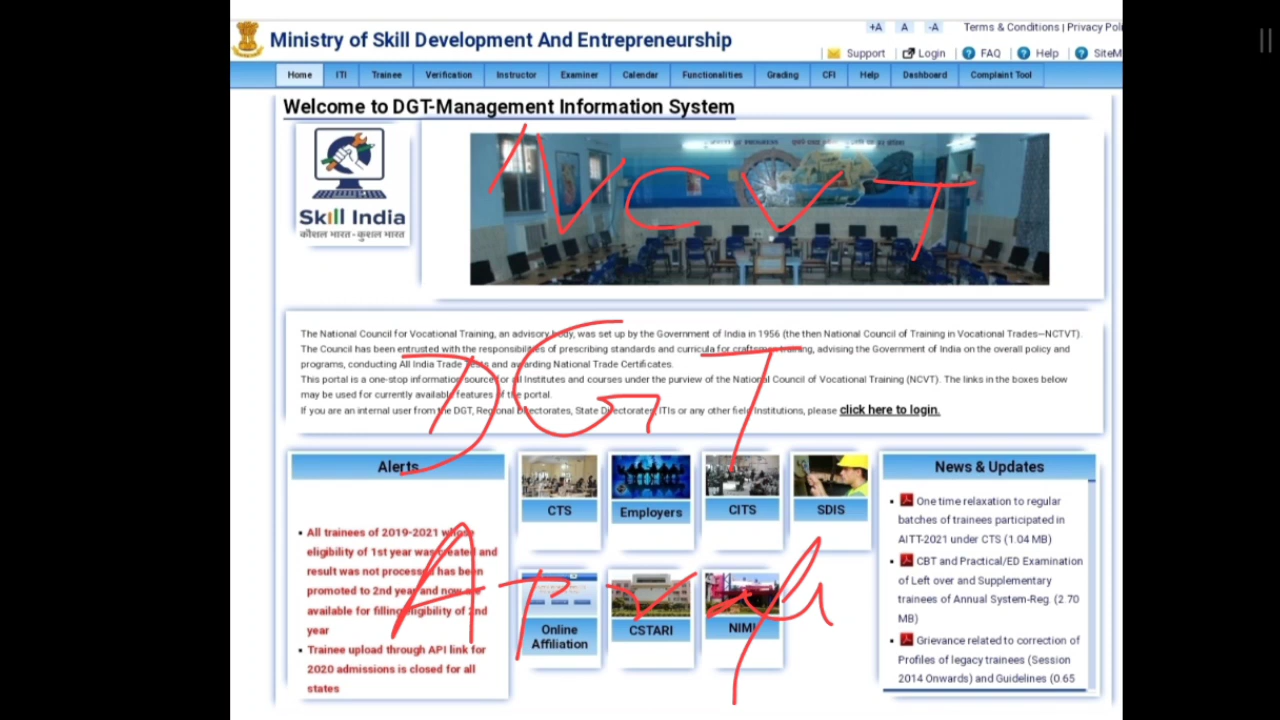 +A A -A Terms & Conditions | Privacy Poli
Ministry of Skill Development And Entrepreneurship
Support Login FAQ Help SiteM
Home ITI Trainee Verification Instructor Examiner Calendar Functionalities Grading CFI Help Dashboard Complaint Tool
Welcome to DGT-Management Information System
Skill India
कौशल भारत - कुशल भारत
NCVT
The National Council for Vocational Training, an advisory body, was set up by the Government of India in 1956 (the then National Council of Training in Vocational Trades–NCTVT).
The Council has been entrusted with the responsibilities of prescribing standards and curricula for craftsmen training, advising the Government of India on the overall policy and
programs, conducting All India Trade Tests and awarding National Trade Certificates.
This portal is a one-stop information source for all Institutes and courses under the purview of the National Council of Vocational Training (NCVT). The links in the boxes below
may be used for currently available features of the portal.
If you are an internal user from the DGT, Regional Directorates, State Directorates, ITIs or any other field Institutions, please click here to login.
DGT
Alerts
All trainees of 2019-2021 whose
eligibility of 1st year was created and
result was not processed has been
promoted to 2nd year and now are
available for filling eligibility of 2nd
year
Trainee upload through API link for
2020 admissions is closed for all
states
CTS
Employers
CITS
SDIS
Online
Affiliation
CSTARI
NIMI
News & Updates
One time relaxation to regular
batches of trainees participated in
AITT-2021 under CTS (1.04 MB)
CBT and Practical/ED Examination
of Left over and Supplementary
trainees of Annual System-Reg. (2.70
MB)
Grievance related to correction of
Profiles of legacy trainees (Session
2014 Onwards) and Guidelines (0.65